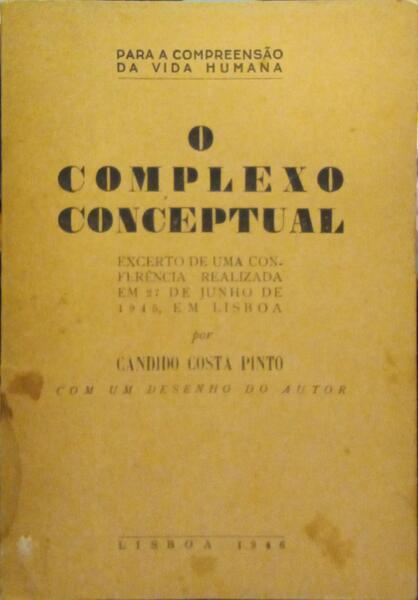 PARA A COMPREENSÃO
DA VIDA HUMANA
O
COMPLEXO
CONCEPTUAL
EXCERTO DE UMA CON-
FERÊNCIA REALIZADA
EM 27 DE JUNHO DE
1945, EM LISBOA
por
CANDIDO COSTA PINTO
COM UM DESENHO DO AUTOR
LISBOA 1946